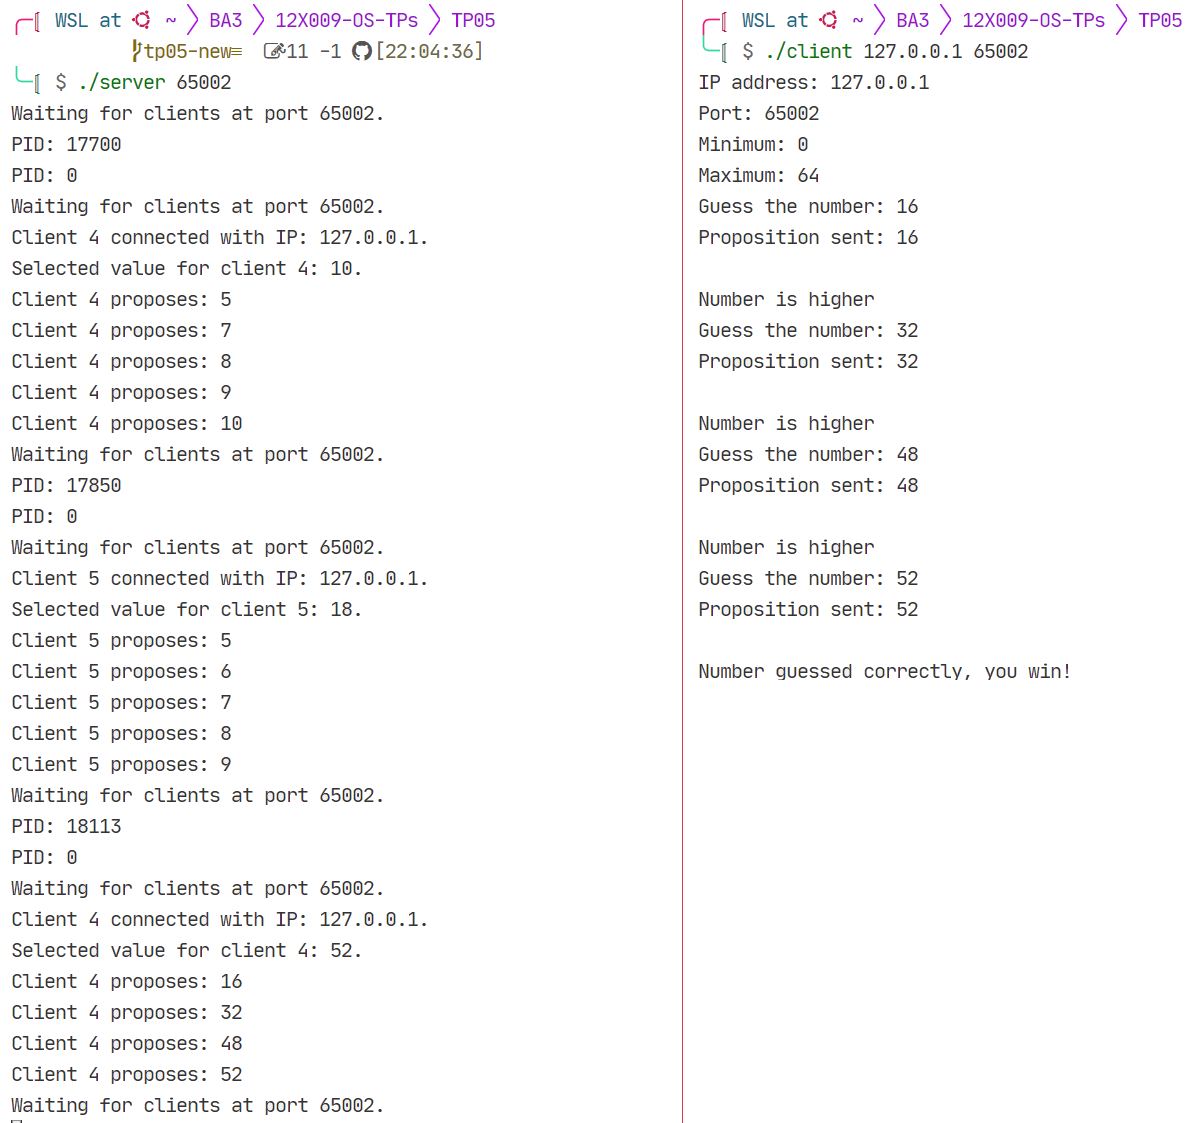 WSL at ~ BA3 12X009-OS-TPs TP05
tp05-new≡ 11 -1 [22:04:36]
$ ./server 65002
Waiting for clients at port 65002.
PID: 17700
PID: 0
Waiting for clients at port 65002.
Client 4 connected with IP: 127.0.0.1.
Selected value for client 4: 10.
Client 4 proposes: 5
Client 4 proposes: 7
Client 4 proposes: 8
Client 4 proposes: 9
Client 4 proposes: 10
Waiting for clients at port 65002.
PID: 17850
PID: 0
Waiting for clients at port 65002.
Client 5 connected with IP: 127.0.0.1.
Selected value for client 5: 18.
Client 5 proposes: 5
Client 5 proposes: 6
Client 5 proposes: 7
Client 5 proposes: 8
Client 5 proposes: 9
Waiting for clients at port 65002.
PID: 18113
PID: 0
Waiting for clients at port 65002.
Client 4 connected with IP: 127.0.0.1.
Selected value for client 4: 52.
Client 4 proposes: 16
Client 4 proposes: 32
Client 4 proposes: 48
Client 4 proposes: 52
Waiting for clients at port 65002.
WSL at ~ BA3 12X009-OS-TPs TP05
$ ./client 127.0.0.1 65002
IP address: 127.0.0.1
Port: 65002
Minimum: 0
Maximum: 64
Guess the number: 16
Proposition sent: 16
Number is higher
Guess the number: 32
Proposition sent: 32
Number is higher
Guess the number: 48
Proposition sent: 48
Number is higher
Guess the number: 52
Proposition sent: 52
Number guessed correctly, you win!